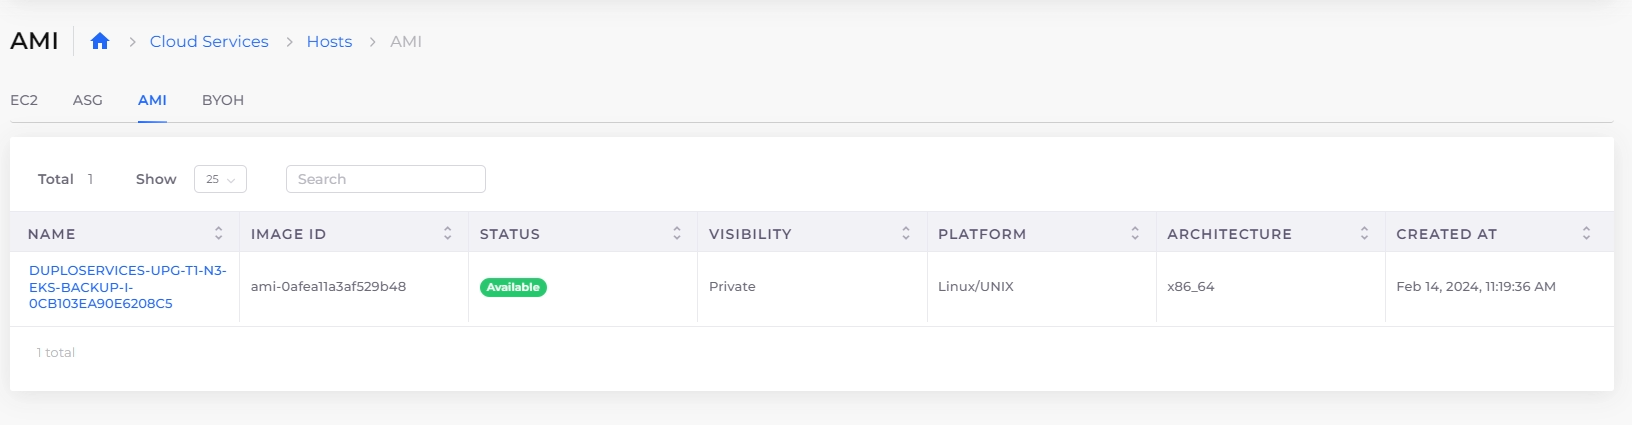 AMI Cloud Services Hosts AMI
EC2 ASG AMI BYOH
Total 1 Show 25 Search
NAME IMAGE ID STATUS VISIBILITY PLATFORM ARCHITECTURE CREATED AT
DUPLOSERVICES-UPG-T1-N3-
EKS-BACKUP-I-
0CB103EA90E6208C5
ami-0afea11a3af529b48 Available Private Linux/UNIX x86_64 Feb 14, 2024, 11:19:36 AM
1 total